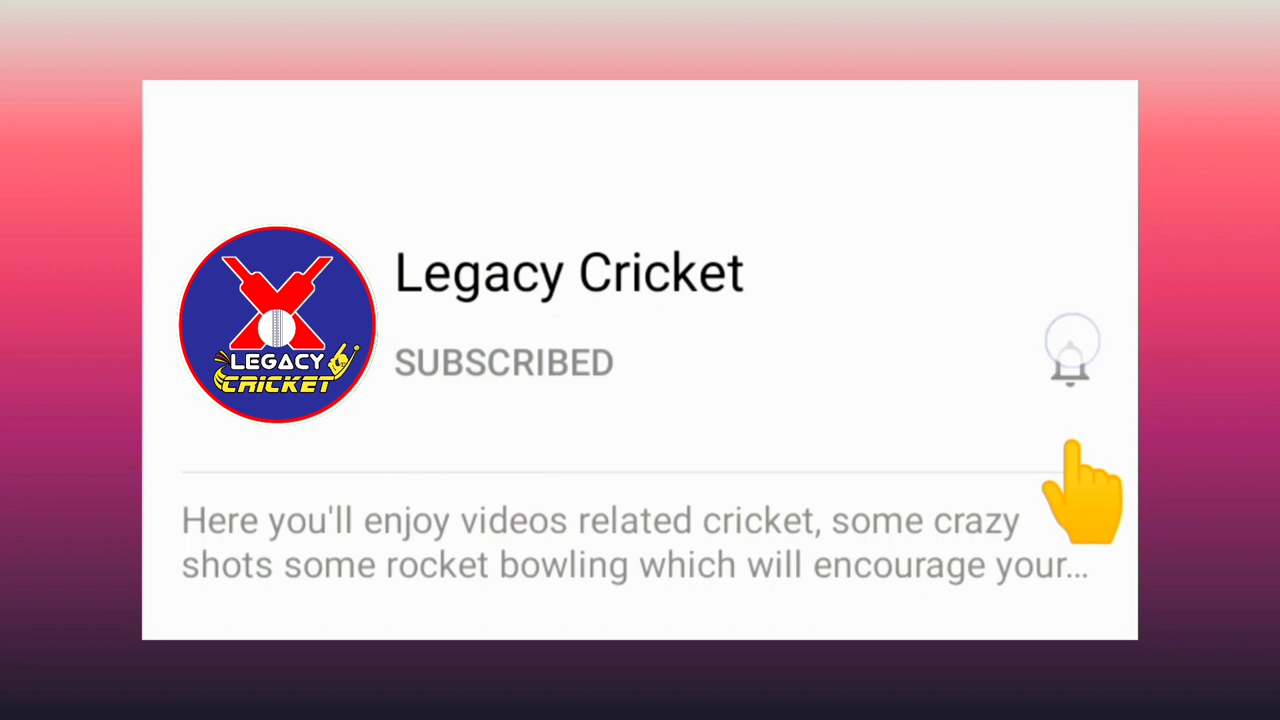 Legacy Cricket
SUBSCRIBED
LEGACY
CRICKET
Here you'll enjoy videos related cricket, some crazy
shots some rocket bowling which will encourage your...